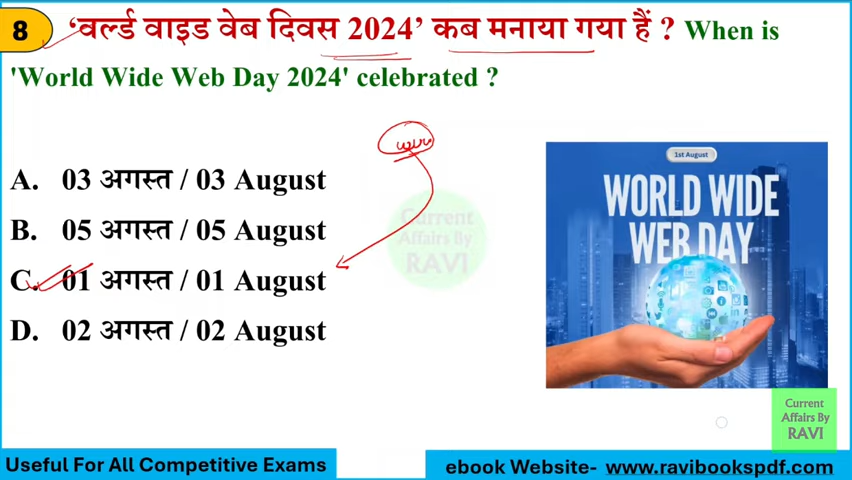 8 ‘वर्ल्ड वाइड वेब दिवस 2024’ कब मनाया गया हैं ? When is
'World Wide Web Day 2024' celebrated ?
A. 03 अगस्त / 03 August
B. 05 अगस्त / 05 August
C. 01 अगस्त / 01 August
D. 02 अगस्त / 02 August
Current
Affairs By
RAVI
1st August
WORLD WIDE
WEB DAY
Current
Affairs By
RAVI
Useful For All Competitive Exams
ebook Website- www.ravibookspdf.com